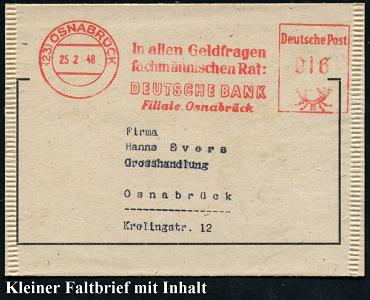 (23) OSNABRÜCK
25.2.48
In allen Geldfragen
fachmännischen Rat:
DEUTSCHE BANK
Filiale Osnabrück
Deutsche Post
016
Firma
Hanns Evers
Grosshandlung
Osnabrück
Krelingstr. 12
Kleiner Faltbrief mit Inhalt